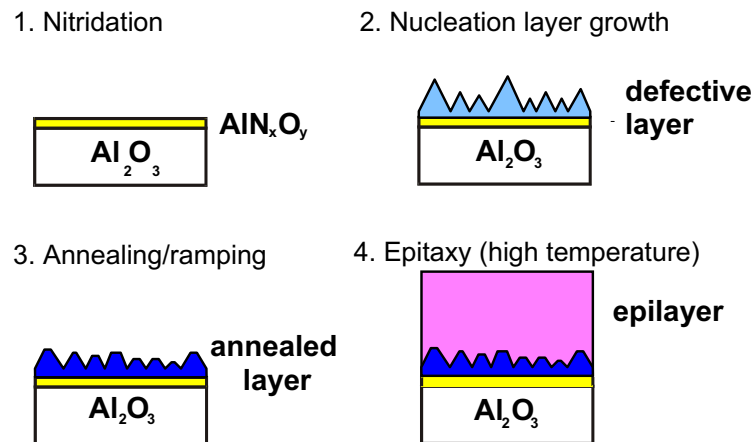 1. Nitridation
2. Nucleation layer growth
AlNₓOᵧ
Al₂O₃
defective
layer
Al₂O₃
3. Annealing/ramping
4. Epitaxy (high temperature)
annealed
layer
Al₂O₃
epilayer
Al₂O₃